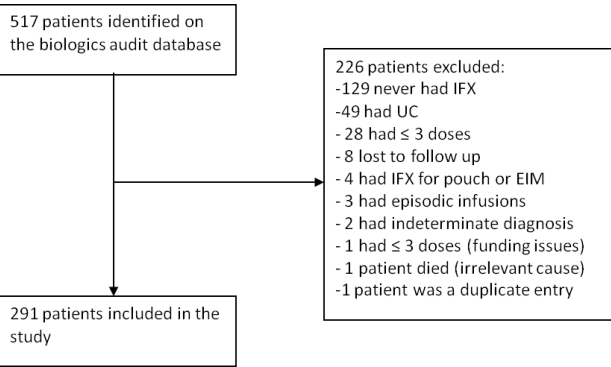 517 patients identified on
the biologics audit database
226 patients excluded:
-129 never had IFX
-49 had UC
- 28 had ≤ 3 doses
- 8 lost to follow up
- 4 had IFX for pouch or EIM
- 3 had episodic infusions
- 2 had indeterminate diagnosis
- 1 had ≤ 3 doses (funding issues)
- 1 patient died (irrelevant cause)
-1 patient was a duplicate entry
291 patients included in the
study